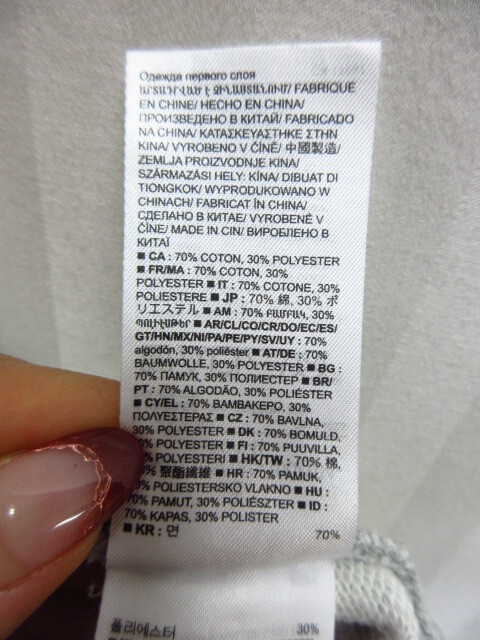 Одежда первого слоя
ԱՐՏԱԴՐՎԱԾ Է ՉԻՆԱՍՏԱՆՈՒՄ/ FABRIQUE
EN CHINE/ HECHO EN CHINA/
ПРОИЗВЕДЕНО В КИТАЙ/ FABRICADO
NA CHINA/ ΚΑΤΑΣΚΕΥΑΣΤΗΚΕ ΣΤΗΝ
ΚΙΝΑ/ VYROBENO V ČÍNĚ/ 中國製造/
ZEMLJA PROIZVODNJE KINA/
SZÁRMAZÁSI HELY: KÍNA/ DIBUAT DI
TIONGKOK/ WYPRODUKOWANO W
CHINACH/ FABRICAT ÎN CHINA/
СДЕЛАНО В КИТАЕ/ VYROBENÉ V
ČÍNE/ MADE IN CIN/ ВИРОБЛЕНО В
КИТАЇ
■ CA : 70% COTON, 30% POLYESTER
■ FR/MA : 70% COTON, 30%
POLYESTER ■ IT : 70% COTONE, 30%
POLIESTERE ■ JP : 70% 綿, 30% ポ
リエステル ■ AM : 70% ԲԱՄԲԱԿ, 30%
ՊՈԼԻԷՍԹԵՐ ■ AR/CL/CO/CR/DO/EC/ES/
GT/HN/MX/NI/PA/PE/PY/SV/UY : 70%
algodón, 30% poliéster ■ AT/DE : 70%
BAUMWOLLE, 30% POLYESTER ■ BG :
70% ПАМУК, 30% ПОЛИЕСТЕР ■ BR/
PT : 70% ALGODÃO, 30% POLIÉSTER
■ CY/EL : 70% ΒΑΜΒΑΚΕΡΟ, 30%
ΠΟΛΥΕΣΤΕΡΑΣ ■ CZ : 70% BAVLNA,
30% POLYESTER ■ DK : 70% BOMULD,
30% POLYESTER ■ FI : 70% PUUVILLA,
POLYESTERI ■ HK/TW : 70% 棉,
聚酯纖維 ■ HR : 70% PAMUK,
POLIESTERSKO VLAKNO ■ HU :
70% PAMUT, 30% POLIÉSZTER ■ ID :
70% KAPAS, 30% POLISTER
■ KR : 면 70%
폴리에스터 30%